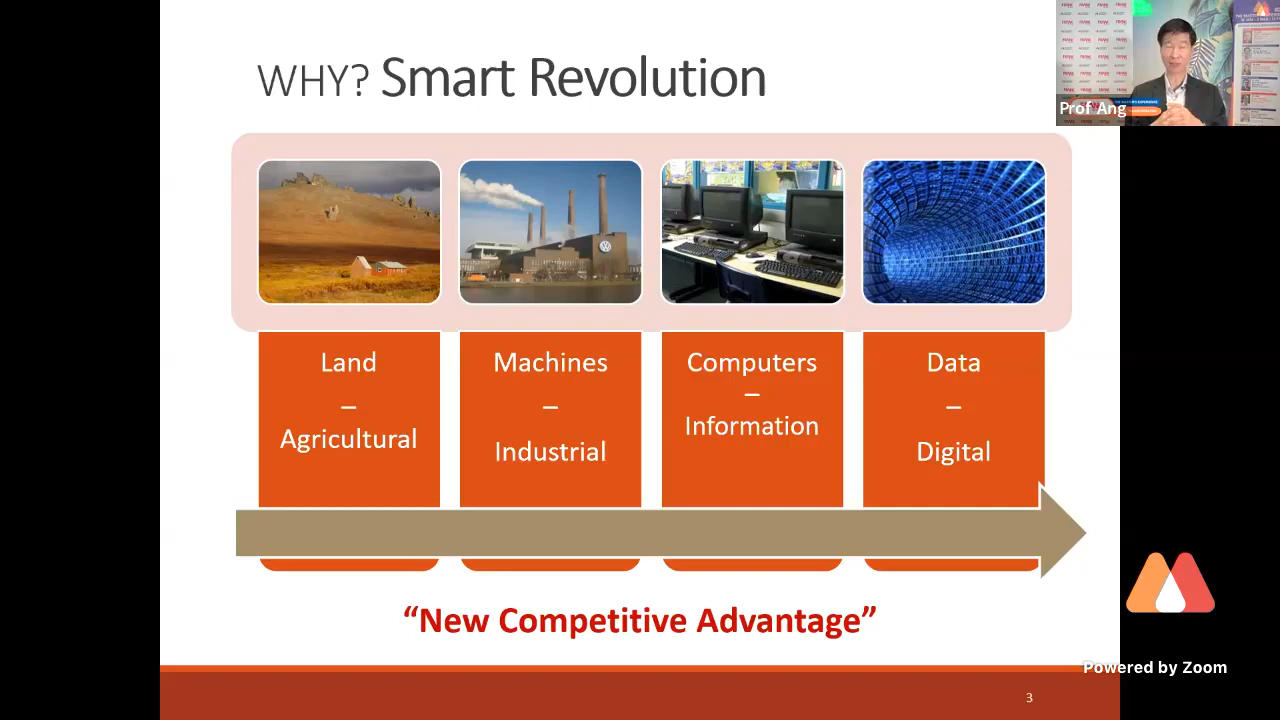 WHY? Smart Revolution
Prof Ang
Land
–
Agricultural
Machines
–
Industrial
Computers
–
Information
Data
–
Digital
“New Competitive Advantage”
Powered by Zoom
3